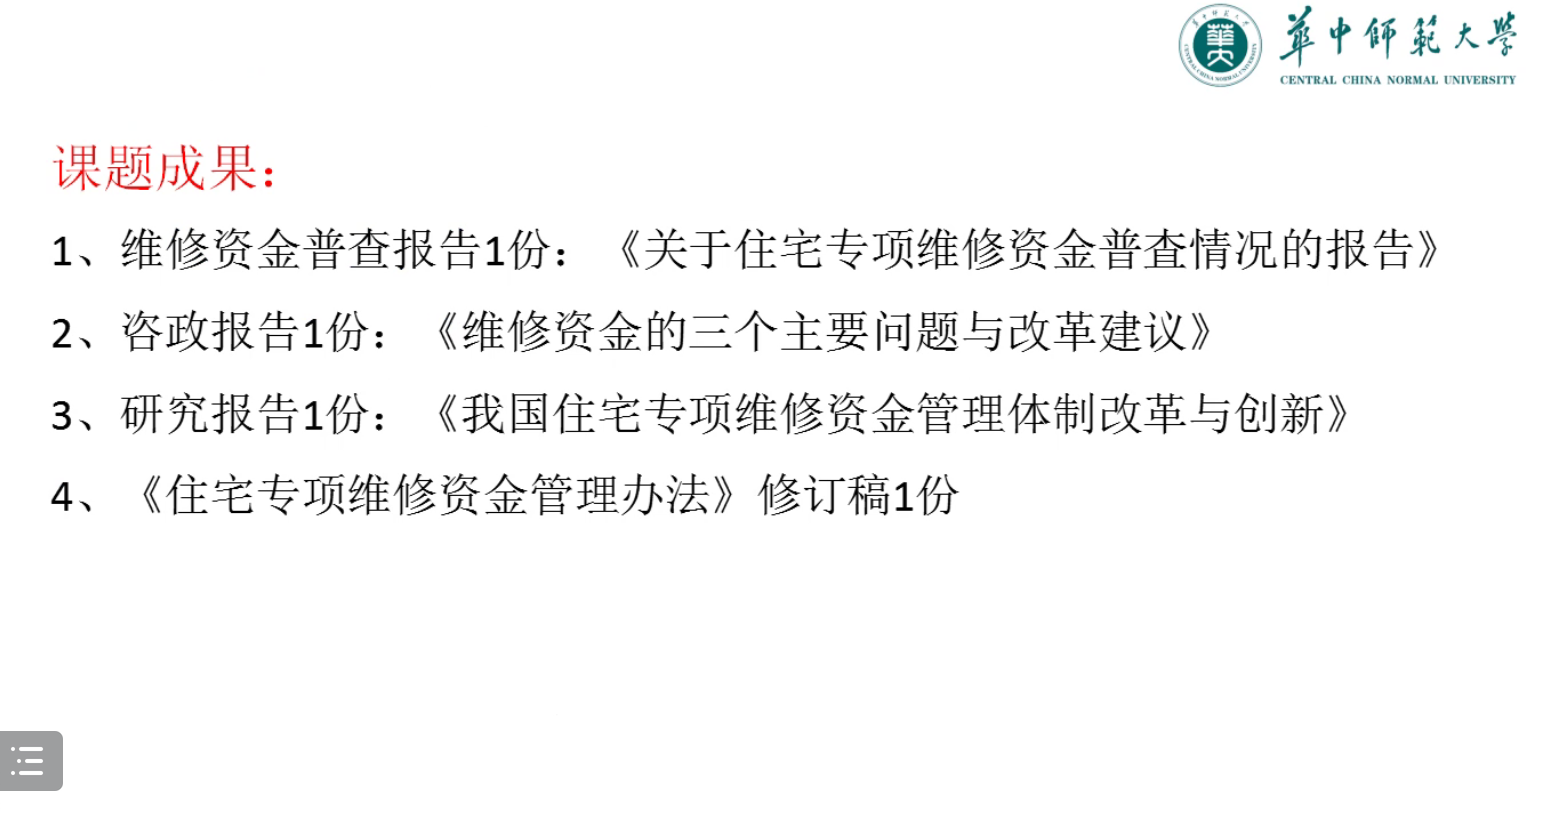 華中師範大學
CENTRAL CHINA NORMAL UNIVERSITY
课题成果：
1、维修资金普查报告1份：《关于住宅专项维修资金普查情况的报告》
2、咨政报告1份：《维修资金的三个主要问题与改革建议》
3、研究报告1份：《我国住宅专项维修资金管理体制改革与创新》
4、《住宅专项维修资金管理办法》修订稿1份